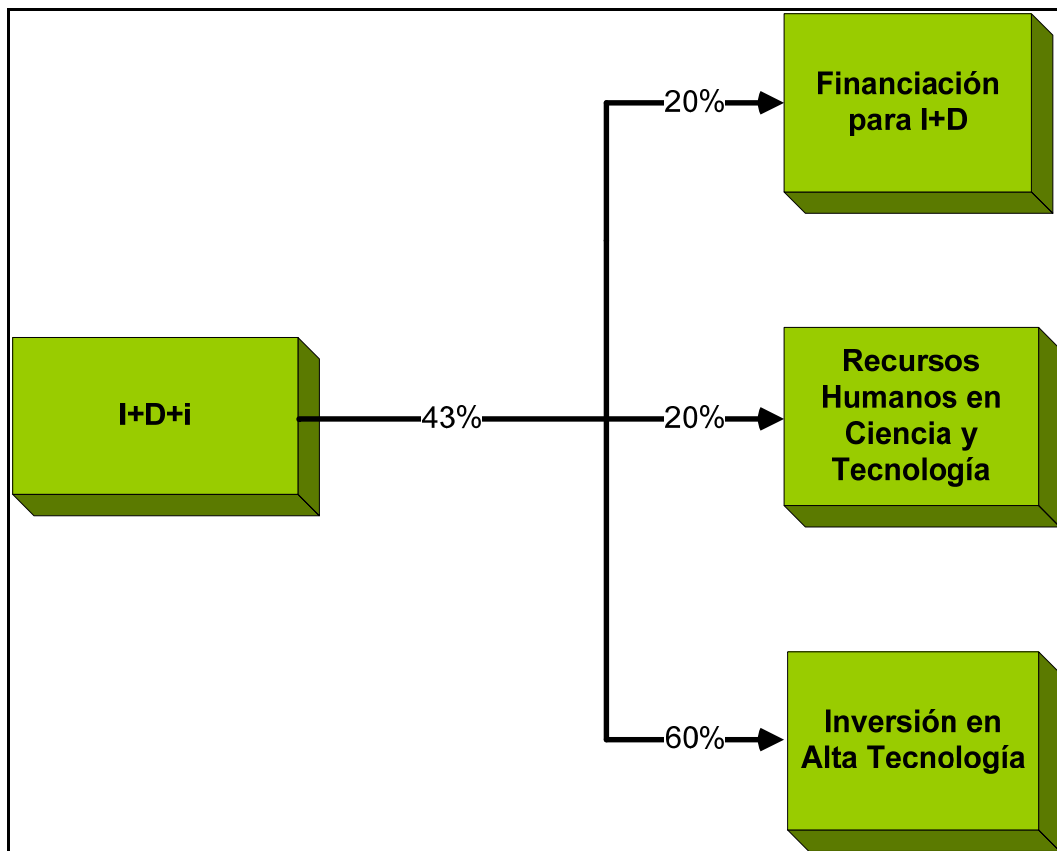 20%
Financiación
para I+D
I+D+i
43%
20%
Recursos
Humanos en
Ciencia y
Tecnología
60%
Inversión en
Alta Tecnología